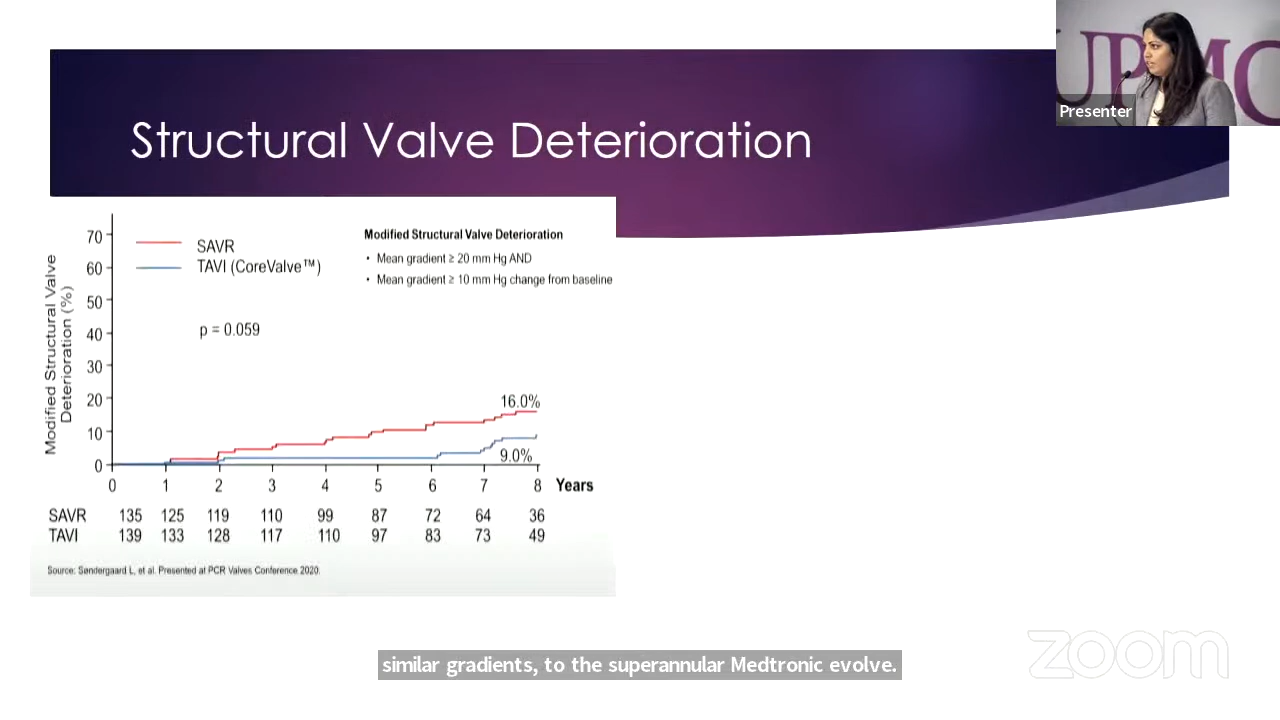 UPMC
Presenter
Structural Valve Deterioration
Modified Structural Valve
Deterioration (%)
70
60
50
40
30
20
10
0
SAVR
TAVI (CoreValve™)
p = 0.059
Modified Structural Valve Deterioration
• Mean gradient ≥ 20 mm Hg AND
• Mean gradient ≥ 10 mm Hg change from baseline
16.0%
9.0%
0 1 2 3 4 5 6 7 8 Years
SAVR 135 125 119 110 99 87 72 64 36
TAVI 139 133 128 117 110 97 83 73 49
Source: Søndergaard L, et al. Presented at PCR Valves Conference 2020.
similar gradients, to the superannular Medtronic evolve.
zoom